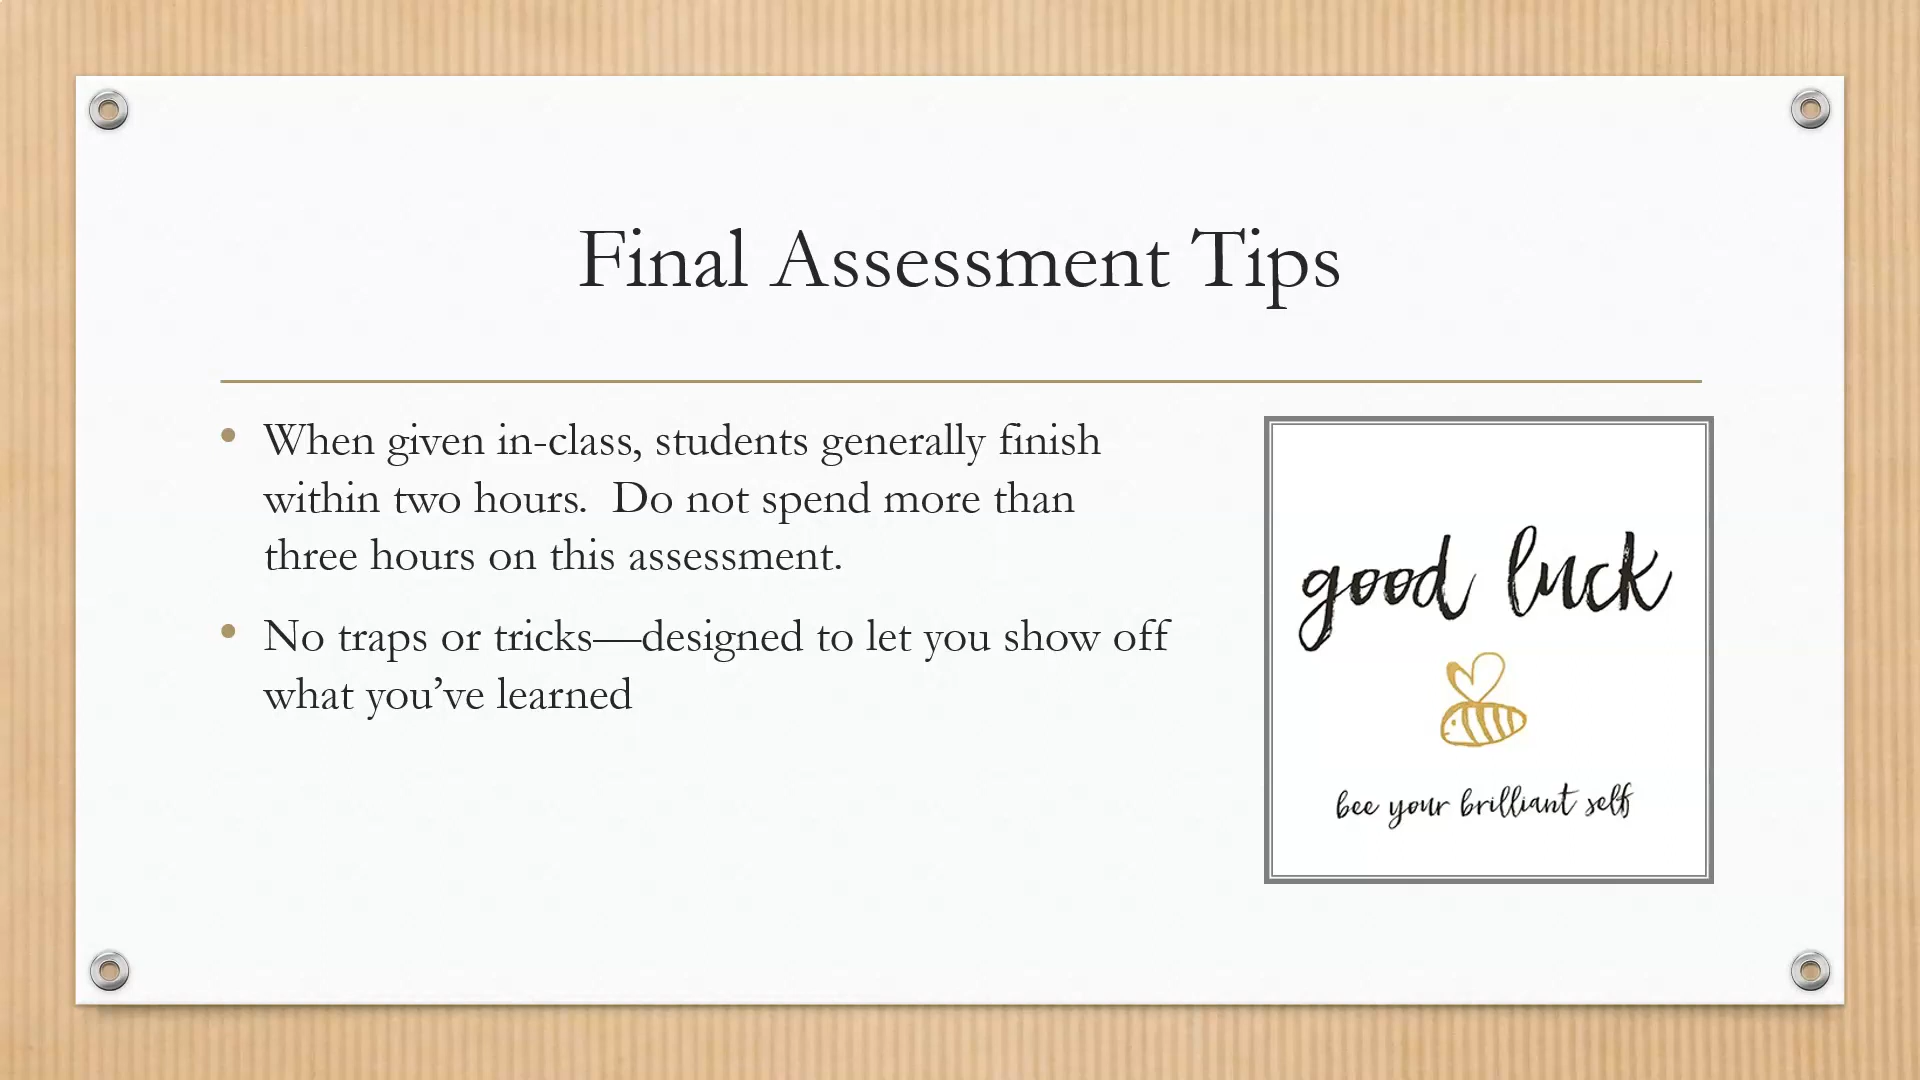 Final Assessment Tips
• When given in-class, students generally finish
within two hours.  Do not spend more than
three hours on this assessment.
• No traps or tricks—designed to let you show off
what you’ve learned
good luck
bee your brilliant self